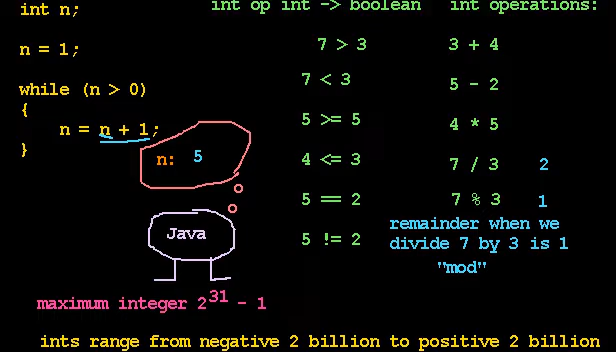 int n;
n = 1;
while (n > 0)
{
n = n + 1;
}
n: 5
Java
int op int -> boolean
7 > 3
7 < 3
5 >= 5
4 <= 3
5 == 2
5 != 2
int operations:
3 + 4
5 - 2
4 * 5
7 / 3 2
7 % 3 1
remainder when we
divide 7 by 3 is 1
"mod"
maximum integer 2^31 - 1
ints range from negative 2 billion to positive 2 billion